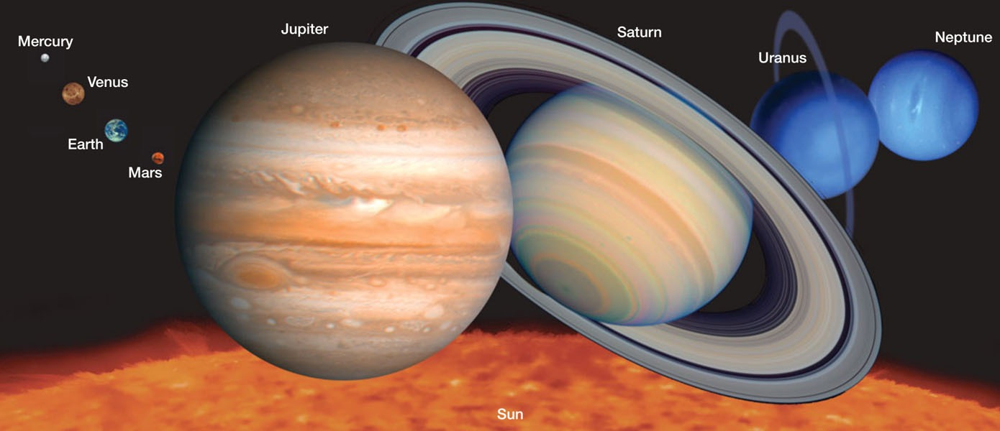 Mercury
Venus
Earth
Mars
Jupiter
Saturn
Uranus
Neptune
Sun